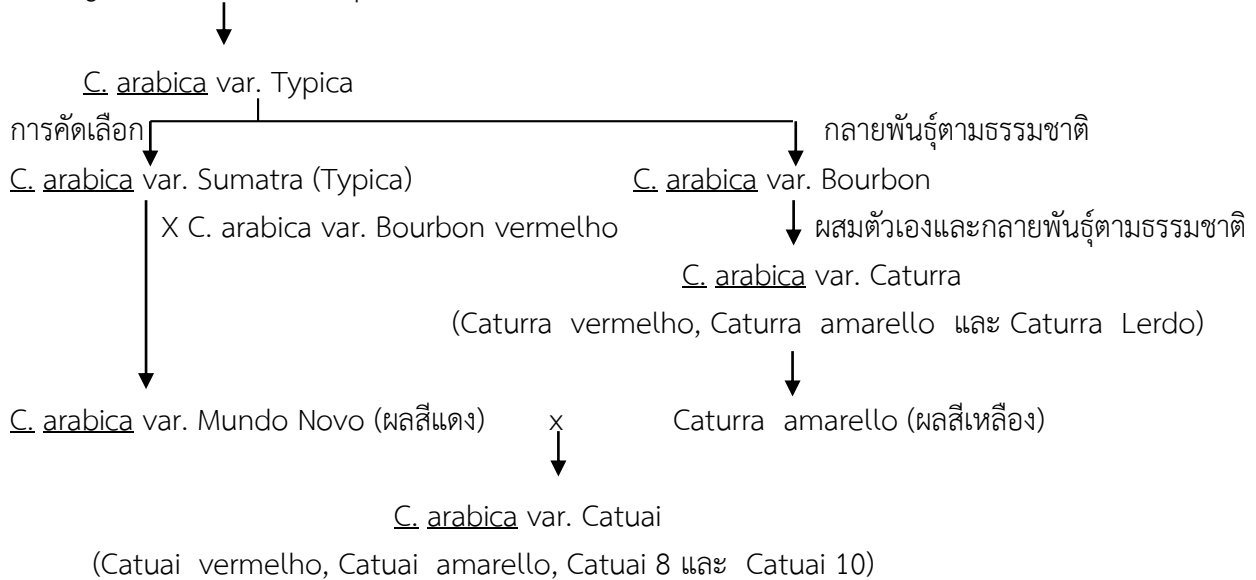 C. arabica var. Typica
การคัดเลือก กลายพันธุ์ตามธรรมชาติ
C. arabica var. Sumatra (Typica) C. arabica var. Bourbon
X C. arabica var. Bourbon vermelho ผสมตัวเองและกลายพันธุ์ตามธรรมชาติ
C. arabica var. Caturra
(Caturra vermelho, Caturra amarello และ Caturra Lerdo)
C. arabica var. Mundo Novo (ผลสีแดง) x Caturra amarello (ผลสีเหลือง)
C. arabica var. Catuai
(Catuai vermelho, Catuai amarello, Catuai 8 และ Catuai 10)